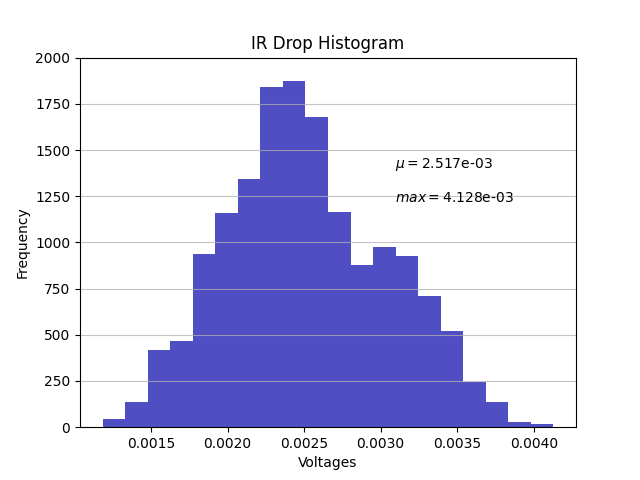 IR Drop Histogram
2000
1750
1500
1250
1000
750
500
250
0
Frequency
μ = 2.517e-03
max = 4.128e-03
0.0015 0.0020 0.0025 0.0030 0.0035 0.0040
Voltages